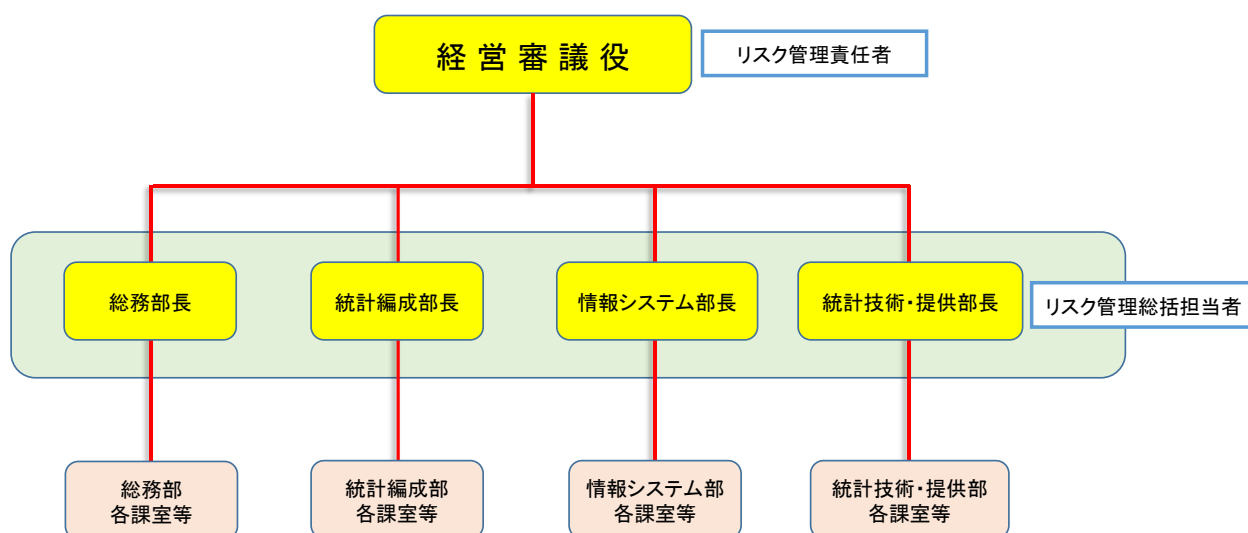 経営審議役
リスク管理責任者
総務部長
統計編成部長
情報システム部長
統計技術・提供部長
リスク管理総括担当者
総務部
各課室等
統計編成部
各課室等
情報システム部
各課室等
統計技術・提供部
各課室等